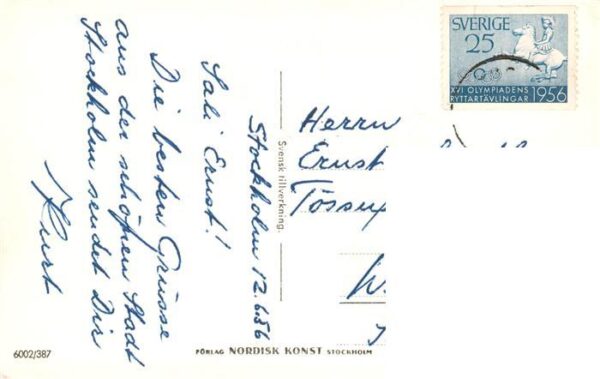 Stockholm 12.6.56
Sali Ernst!
Die besten Grüsse
aus der schönen Stadt
Stockholm sendet Dir
Kurt
Herrn
Ernst
SVERIGE
25
XVI OLYMPIADENS
RYTTARTÄVLINGAR 1956
Svensk tillverkning.
6002/387
FÖRLAG NORDISK KONST STOCKHOLM